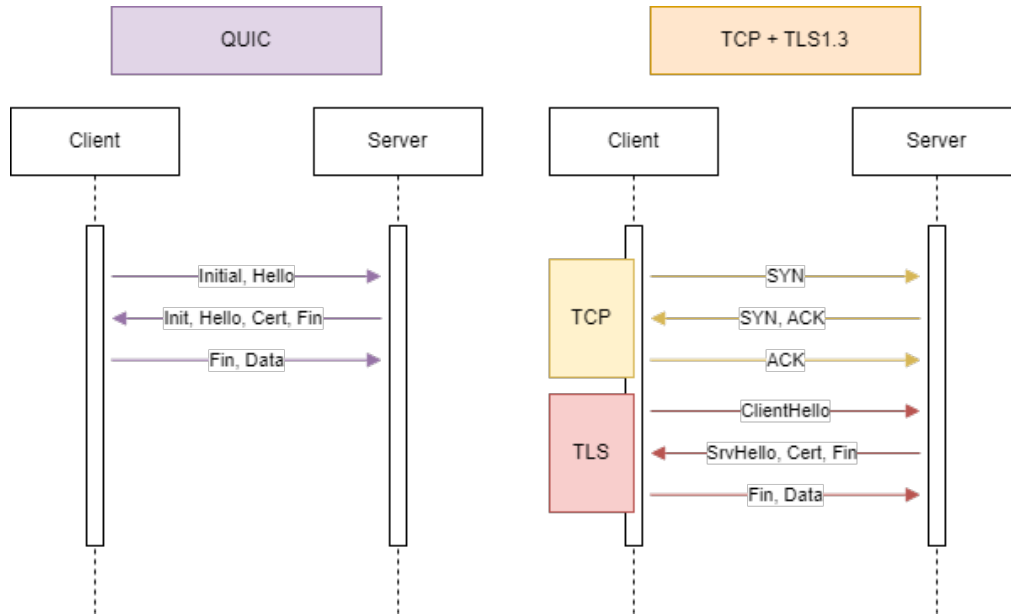 QUIC
TCP + TLS1.3
Client
Server
Client
Server
Initial, Hello
Init, Hello, Cert, Fin
Fin, Data
TCP
SYN
SYN, ACK
ACK
TLS
ClientHello
SrvHello, Cert, Fin
Fin, Data